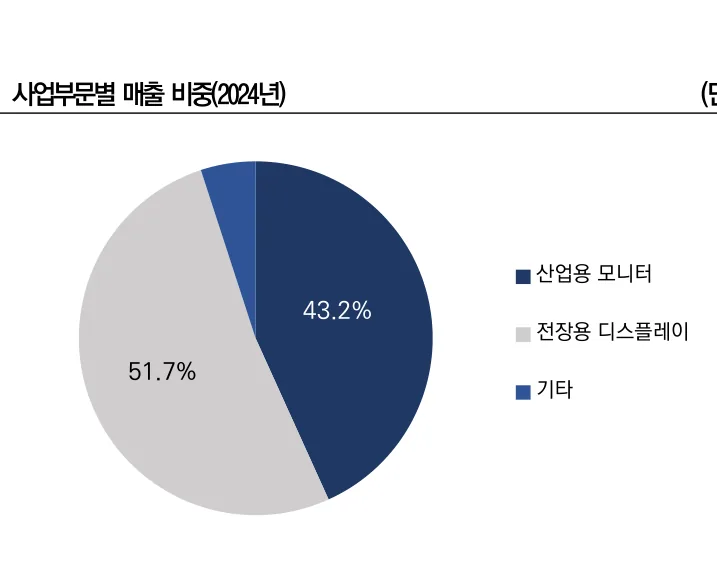 사업부문별 매출 비중(2024년)
43.2%
51.7%
산업용 모니터
전장용 디스플레이
기타